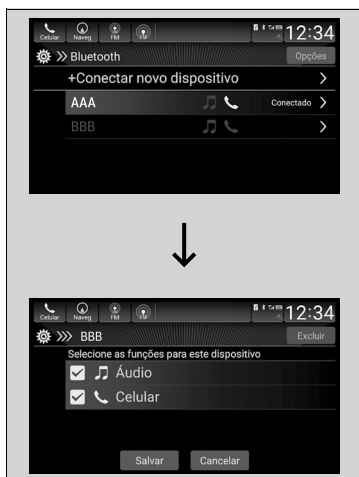 Celular Naveg FM 12:34
Bluetooth Opções
+Conectar novo dispositivo
AAA Conectado
BBB
Celular Naveg FM 12:34
BBB Excluir
Selecione as funções para este dispositivo
Áudio
Celular
Salvar Cancelar